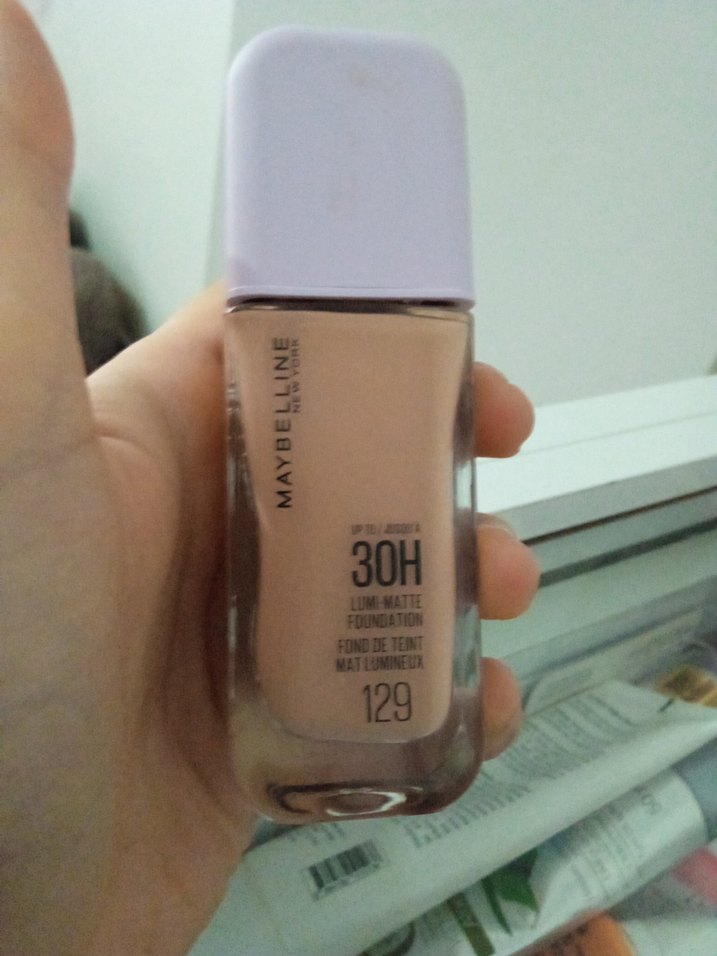 MAYBELLINE
NEW YORK
UP TO / JUSQU'À
30H
LUMI-MATTE
FOUNDATION
FOND DE TEINT
MAT LUMINEUX
129